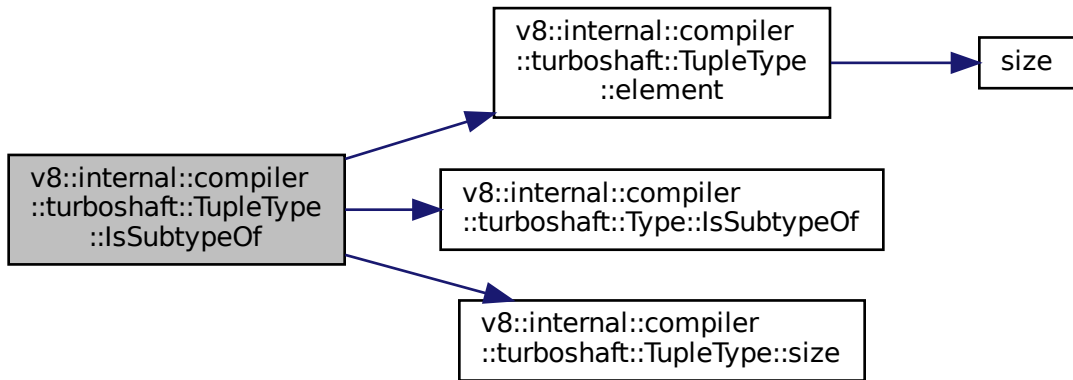 v8::internal::compiler
::turboshaft::TupleType
::IsSubtypeOf
v8::internal::compiler
::turboshaft::TupleType
::element
size
v8::internal::compiler
::turboshaft::Type::IsSubtypeOf
v8::internal::compiler
::turboshaft::TupleType::size